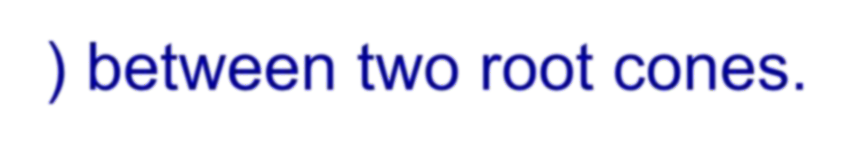 ) between two root cones.